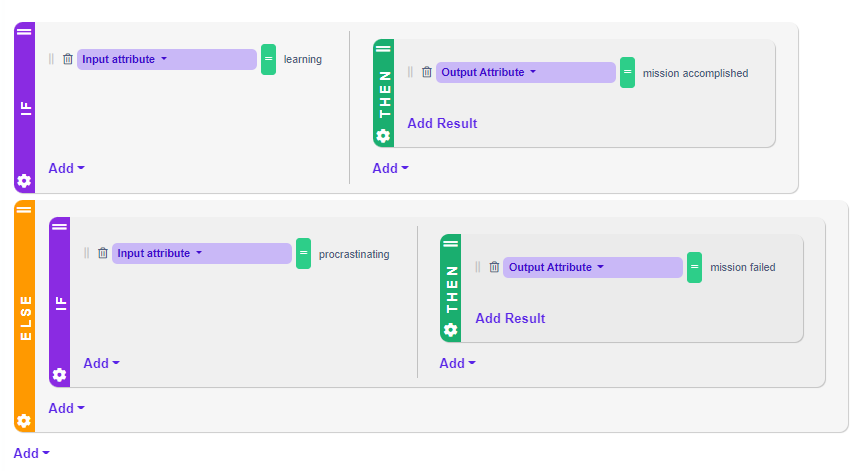 IF
Input attribute = learning
THEN
Output Attribute = mission accomplished
Add Result
Add
Add
ELSE
IF
Input attribute = procrastinating
THEN
Output Attribute = mission failed
Add Result
Add
Add
Add
Add